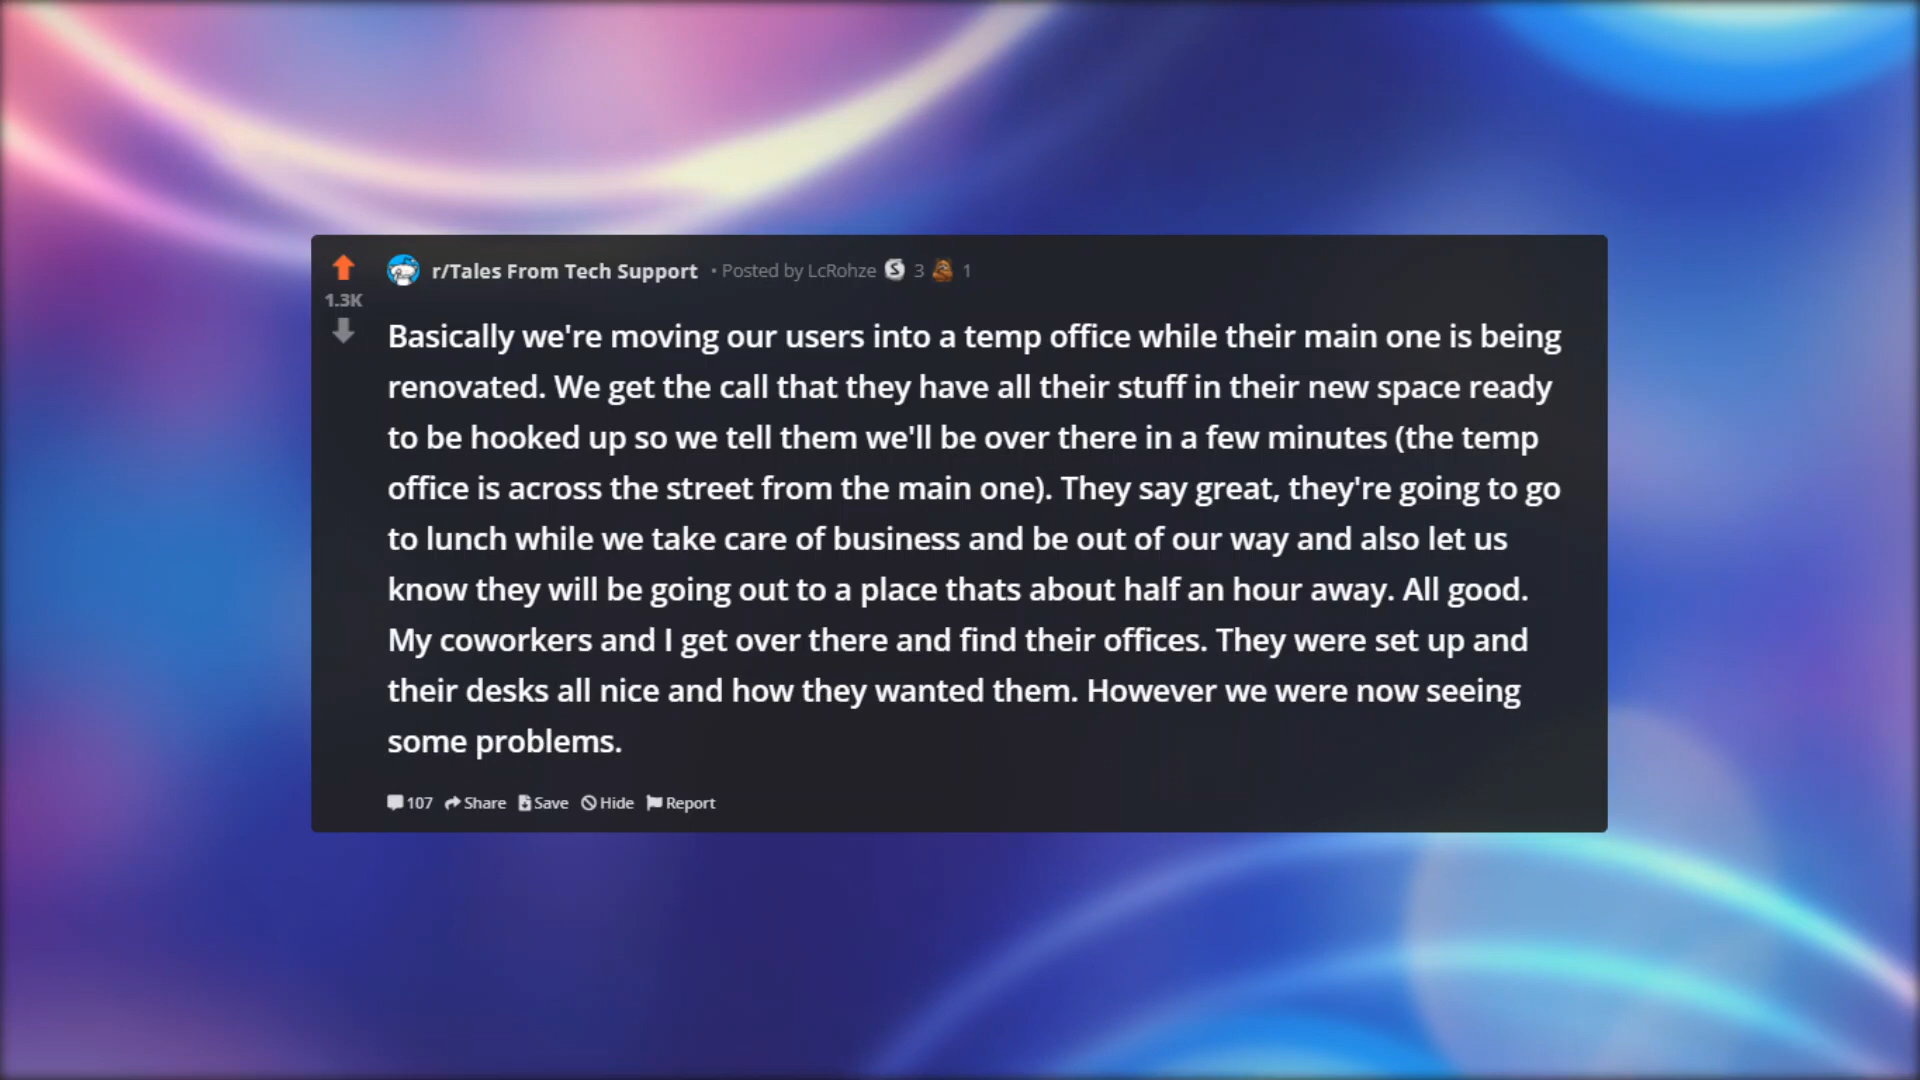 r/Tales From Tech Support • Posted by LcRohze S 3 1
1.3K
Basically we're moving our users into a temp office while their main one is being
renovated. We get the call that they have all their stuff in their new space ready
to be hooked up so we tell them we'll be over there in a few minutes (the temp
office is across the street from the main one). They say great, they're going to go
to lunch while we take care of business and be out of our way and also let us
know they will be going out to a place thats about half an hour away. All good.
My coworkers and I get over there and find their offices. They were set up and
their desks all nice and how they wanted them. However we were now seeing
some problems.
107 Share Save Hide Report